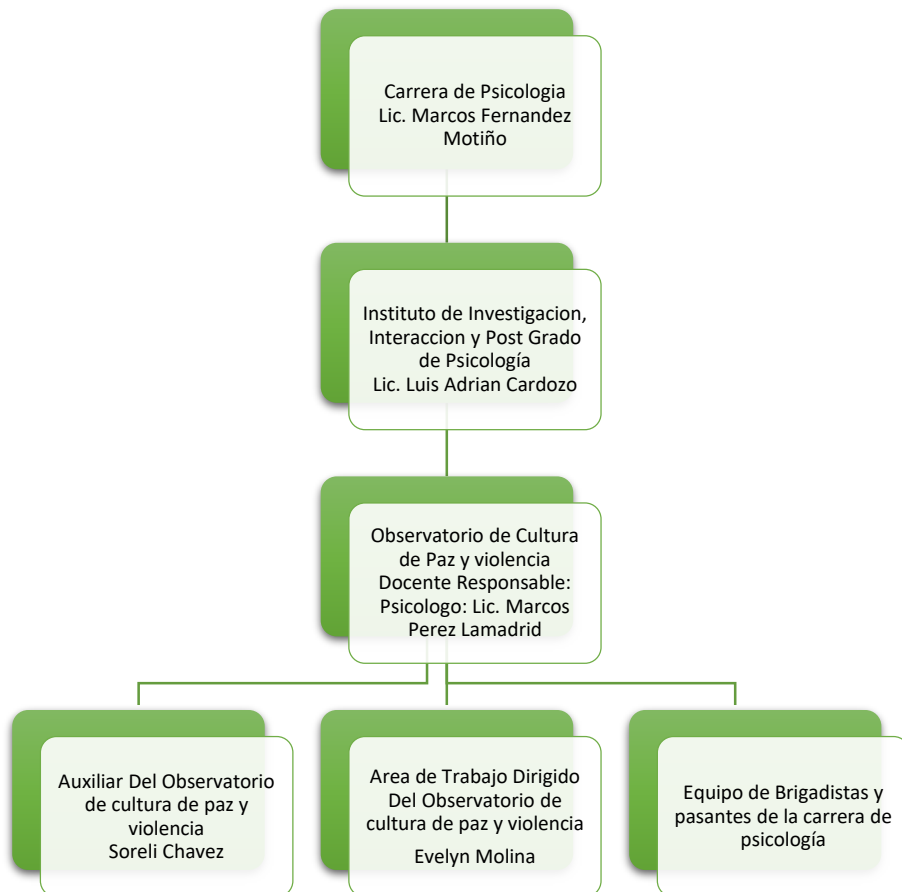 Carrera de Psicologia
Lic. Marcos Fernandez
Motiño
Instituto de Investigacion,
Interaccion y Post Grado
de Psicología
Lic. Luis Adrian Cardozo
Observatorio de Cultura
de Paz y violencia
Docente Responsable:
Psicologo: Lic. Marcos
Perez Lamadrid
Auxiliar Del Observatorio
de cultura de paz y
violencia
Soreli Chavez
Area de Trabajo Dirigido
Del Observatorio de
cultura de paz y violencia
Evelyn Molina
Equipo de Brigadistas y
pasantes de la carrera de
psicología